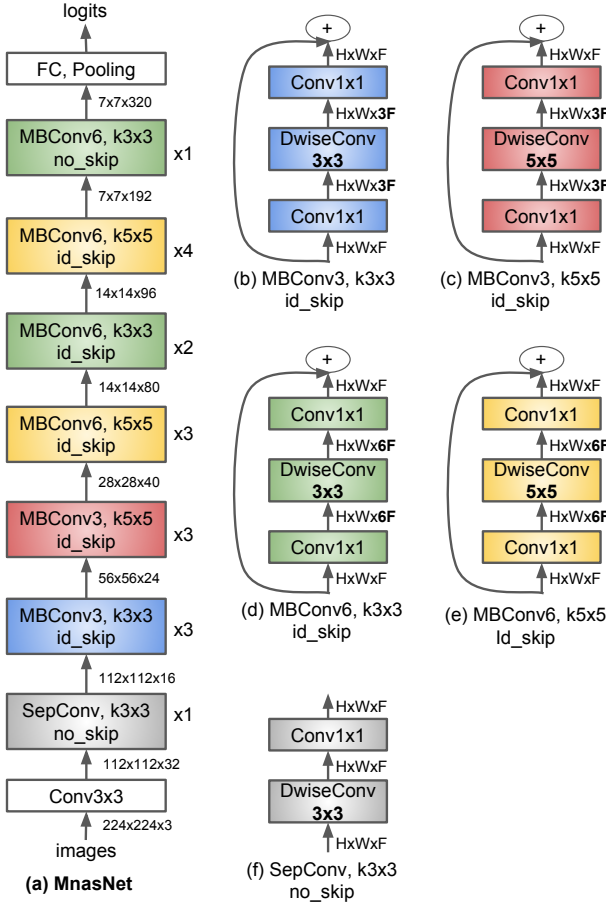 logits
FC, Pooling
7x7x320
MBConv6, k3x3
no_skip
x1
7x7x192
MBConv6, k5x5
id_skip
x4
14x14x96
MBConv6, k3x3
id_skip
x2
14x14x80
MBConv6, k5x5
id_skip
x3
28x28x40
MBConv3, k5x5
id_skip
x3
56x56x24
MBConv3, k3x3
id_skip
x3
112x112x16
SepConv, k3x3
no_skip
x1
112x112x32
Conv3x3
224x224x3
images
(a) MnasNet
+
HxWxF
Conv1x1
HxWx3F
DwiseConv
3x3
HxWx3F
Conv1x1
HxWxF
(b) MBConv3, k3x3
id_skip
+
HxWxF
Conv1x1
HxWx3F
DwiseConv
5x5
HxWx3F
Conv1x1
HxWxF
(c) MBConv3, k5x5
id_skip
+
HxWxF
Conv1x1
HxWx6F
DwiseConv
3x3
HxWx6F
Conv1x1
HxWxF
(d) MBConv6, k3x3
id_skip
+
HxWxF
Conv1x1
HxWx6F
DwiseConv
5x5
HxWx6F
Conv1x1
HxWxF
(e) MBConv6, k5x5
Id_skip
HxWxF
Conv1x1
HxWxF
DwiseConv
3x3
HxWxF
(f) SepConv, k3x3
no_skip